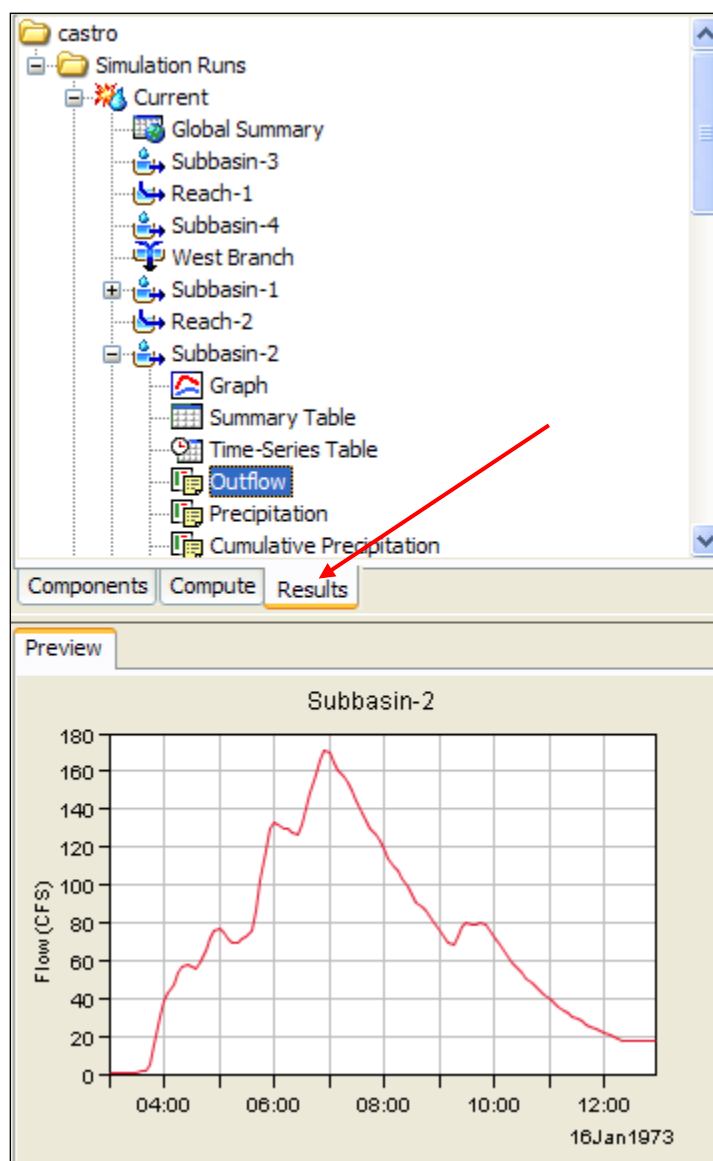 castro
Simulation Runs
Current
Global Summary
Subbasin-3
Reach-1
Subbasin-4
West Branch
Subbasin-1
Reach-2
Subbasin-2
Graph
Summary Table
Time-Series Table
Outflow
Precipitation
Cumulative Precipitation
Components Compute Results
Preview
Subbasin-2
180
160
140
120
100
80
60
40
20
0
Flow (CFS)
04:00 06:00 08:00 10:00 12:00
16Jan1973